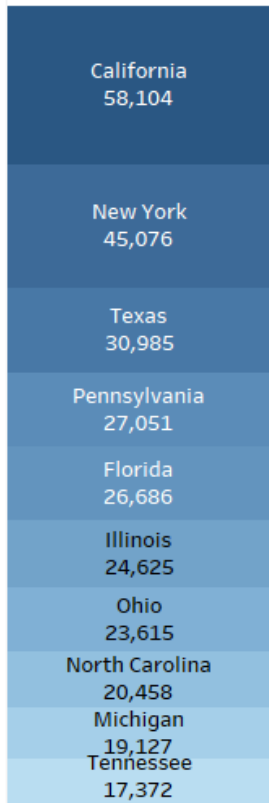 California
58,104
New York
45,076
Texas
30,985
Pennsylvania
27,051
Florida
26,686
Illinois
24,625
Ohio
23,615
North Carolina
20,458
Michigan
19,127
Tennessee
17,372